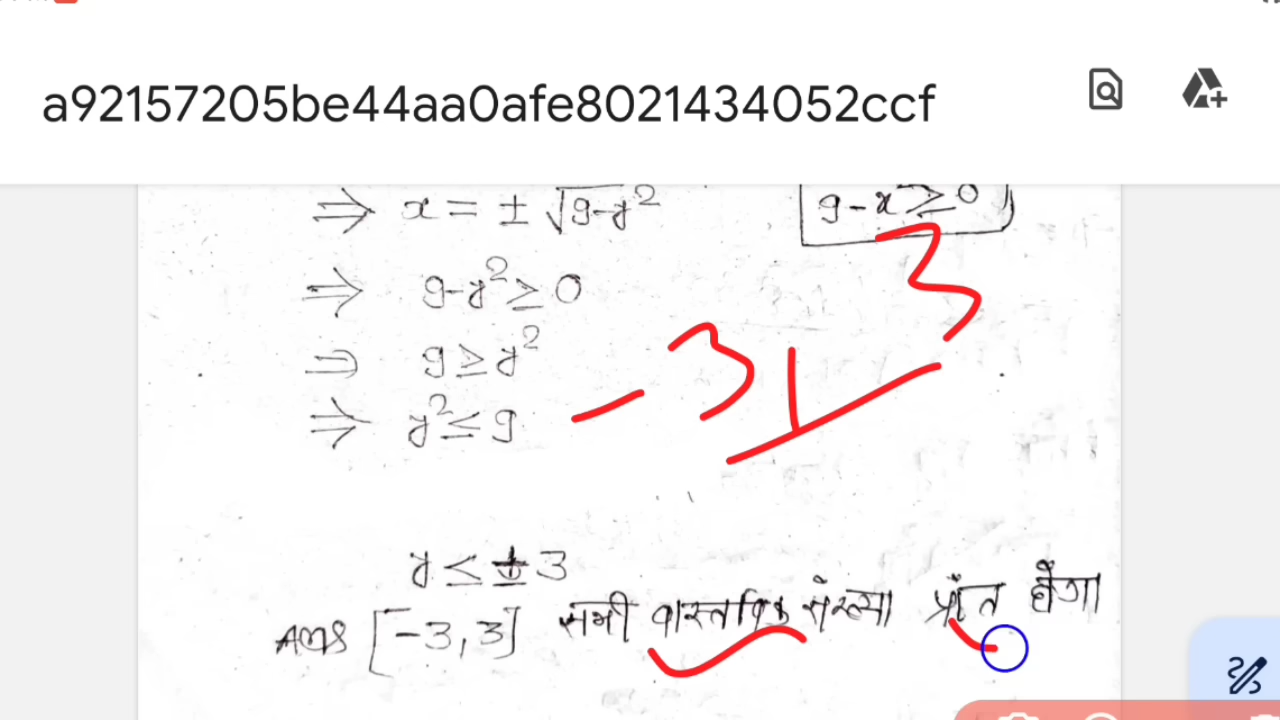 a92157205be44aa0afe8021434052ccf
⇒ x = ± √9-y² 9-x² ≥ 0
⇒ 9-y² ≥ 0
3
⇒ 9 ≥ y²
-3
⇒ y² ≤ 9
y ≤ ± 3
Ans [-3, 3] सभी वास्तविक संख्या प्रांत होगा